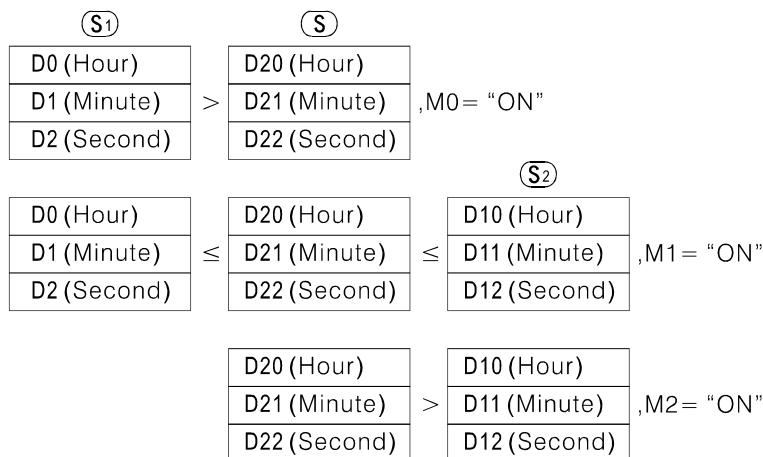 S1 S
D0 (Hour) D20 (Hour)
D1 (Minute) > D21 (Minute) ,M0= “ON”
D2 (Second) D22 (Second)
S2
D0 (Hour) D20 (Hour) D10 (Hour)
D1 (Minute) ≤ D21 (Minute) ≤ D11 (Minute) ,M1= “ON”
D2 (Second) D22 (Second) D12 (Second)
D20 (Hour) D10 (Hour)
D21 (Minute) > D11 (Minute) ,M2= “ON”
D22 (Second) D12 (Second)